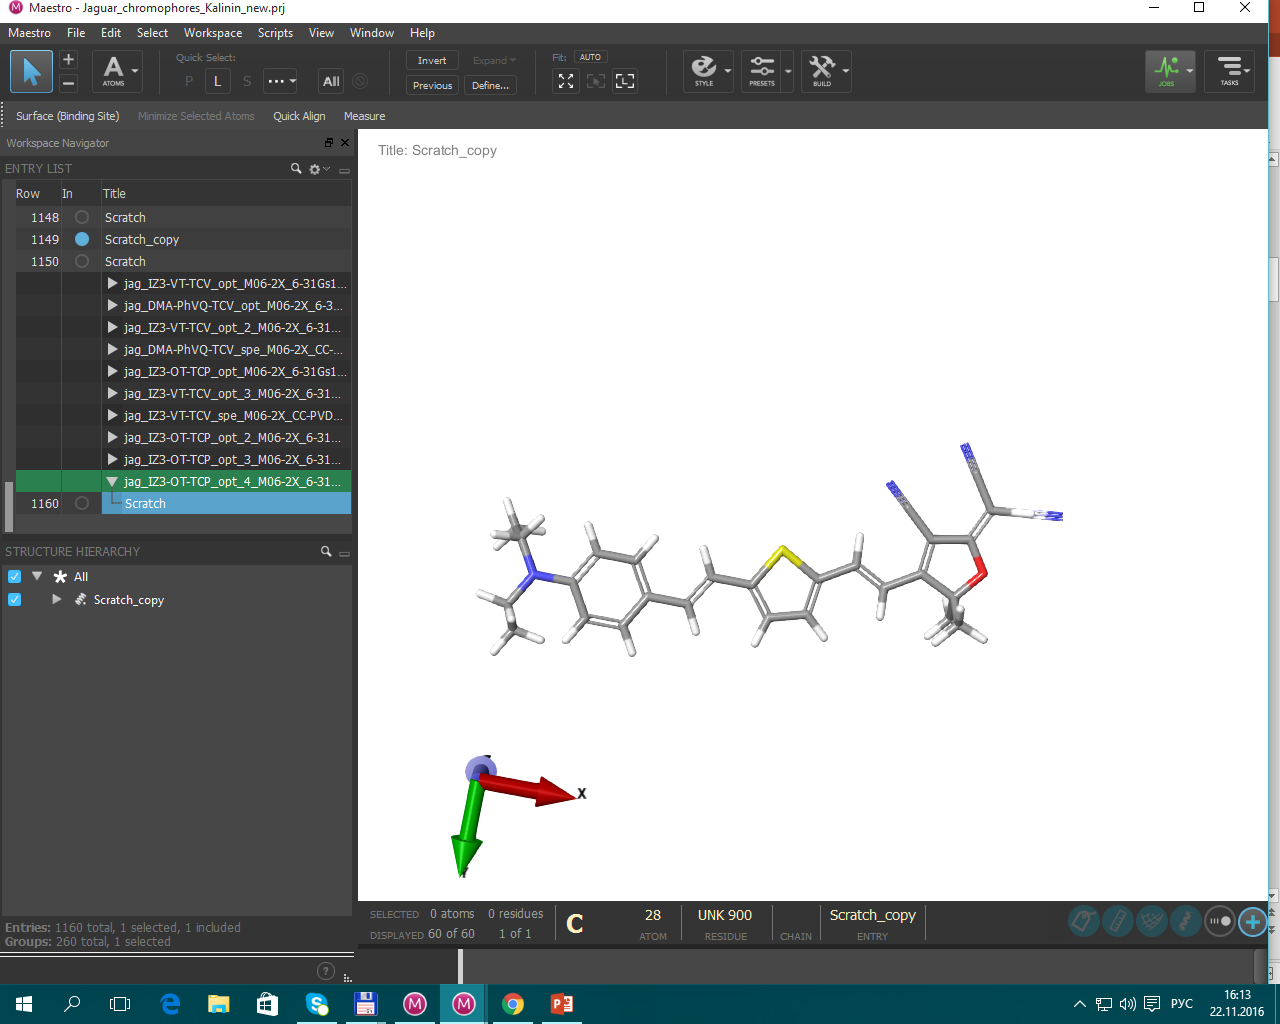 Maestro - Jaguar_chromophores_Kalinin_new.prj
Maestro File Edit Select Workspace Scripts View Window Help
Quick Select:
Invert Expand
Fit: AUTO
A
ATOMS
P L S ... All
Previous Define...
STYLE PRESETS BUILD JOBS TASKS
Surface (Binding Site) Minimize Selected Atoms Quick Align Measure
Workspace Navigator
Title: Scratch_copy
ENTRY LIST
Row In Title
1148 Scratch
1149 Scratch_copy
1150 Scratch
jag_IZ3-VT-TCV_opt_M06-2X_6-31Gs1...
jag_DMA-PhVQ-TCV_opt_M06-2X_6-3...
jag_IZ3-VT-TCV_opt_2_M06-2X_6-31...
jag_DMA-PhVQ-TCV_spe_M06-2X_CC-...
jag_IZ3-OT-TCP_opt_M06-2X_6-31Gs1...
jag_IZ3-VT-TCV_opt_3_M06-2X_6-31...
jag_IZ3-VT-TCV_spe_M06-2X_CC-PVD...
jag_IZ3-OT-TCP_opt_2_M06-2X_6-31...
jag_IZ3-OT-TCP_opt_3_M06-2X_6-31...
jag_IZ3-OT-TCP_opt_4_M06-2X_6-31...
1160 Scratch
STRUCTURE HIERARCHY
All
Scratch_copy
X
SELECTED 0 atoms 0 residues
DISPLAYED 60 of 60 1 of 1
C
28
ATOM
UNK 900
RESIDUE
CHAIN
Scratch_copy
ENTRY
Entries: 1160 total, 1 selected, 1 included
Groups: 260 total, 1 selected
?
РУС
16:13
22.11.2016